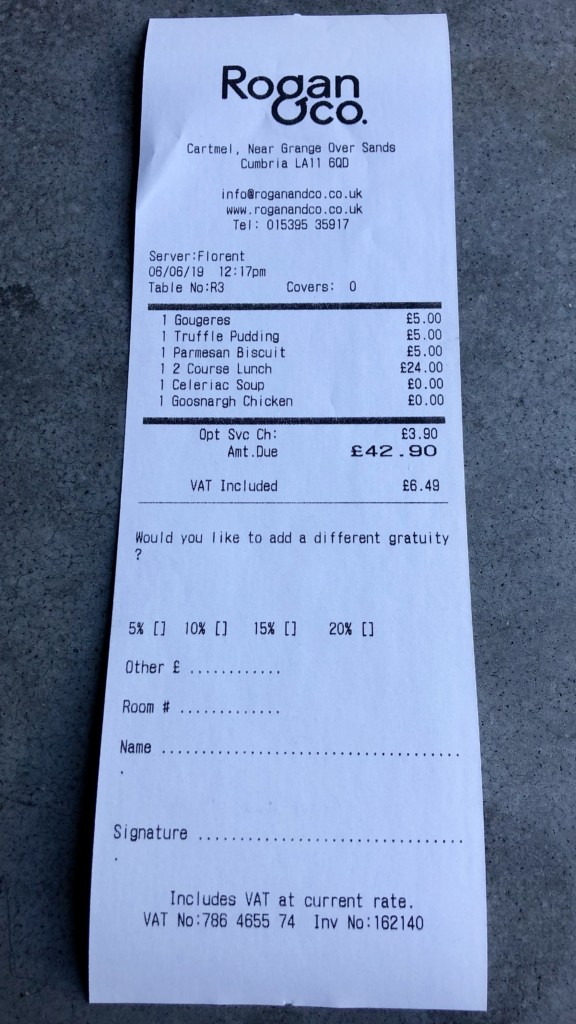 Rogan
&co.
Cartmel, Near Grange Over Sands
Cumbria LA11 6QD
info@roganandco.co.uk
www.roganandco.co.uk
Tel: 015395 35917
Server:Florent
06/06/19 12:17pm
Table No:R3 Covers: 0
1 Gougeres £5.00
1 Truffle Pudding £5.00
1 Parmesan Biscuit £5.00
1 2 Course Lunch £24.00
1 Celeriac Soup £0.00
1 Goosnargh Chicken £0.00
Opt Svc Ch: £3.90
Amt.Due £42.90
VAT Included £6.49
Would you like to add a different gratuity
?
5% [] 10% [] 15% [] 20% []
Other £ ............
Room # .............
Name ...................................
.
Signature ...............................
.
Includes VAT at current rate.
VAT No:786 4655 74 Inv No:162140